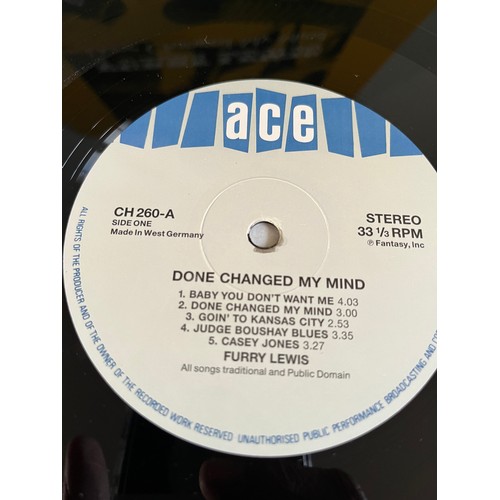 ace
CH 260-A
SIDE ONE
Made In West Germany
STEREO
33 1/3 RPM
℗ Fantasy, Inc
DONE CHANGED MY MIND
1. BABY YOU DON'T WANT ME 4.03
2. DONE CHANGED MY MIND 3.00
3. GOIN' TO KANSAS CITY 2.53
4. JUDGE BOUSHAY BLUES 3.35
5. CASEY JONES 3.27
FURRY LEWIS
All songs traditional and Public Domain
ALL RIGHTS OF THE PRODUCER AND OF THE OWNER OF THE RECORDED WORK RESERVED UNAUTHORISED PUBLIC PERFORMANCE BROADCASTING AND